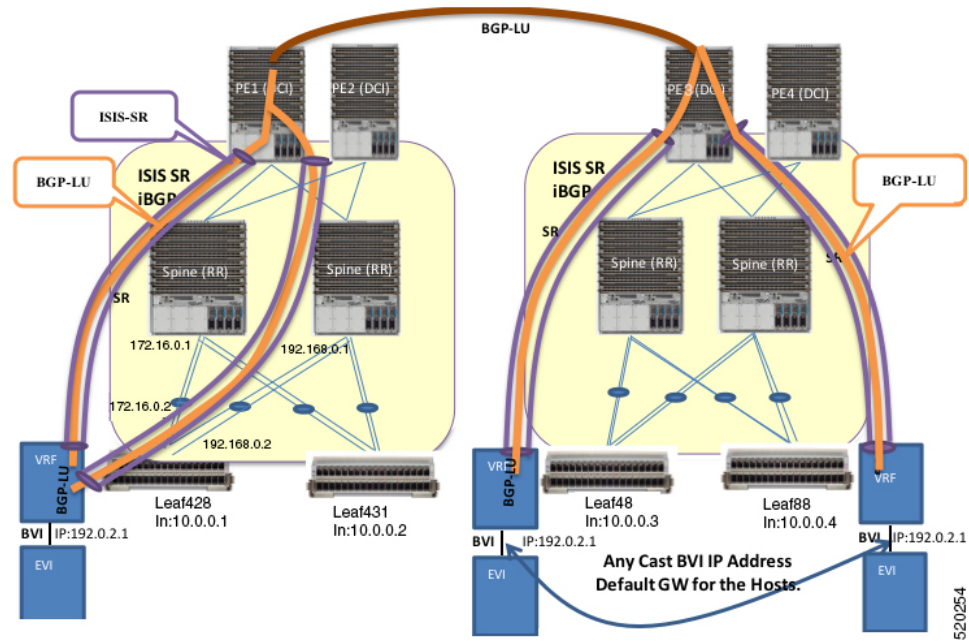 BGP-LU
PE1 (DCI)
PE2 (DCI)
PE3 (DCI)
PE4 (DCI)
ISIS-SR
BGP-LU
ISIS SR
iBGP
ISIS SR
iBGP
BGP-LU
SR
SR
SR
Spine (RR)
Spine (RR)
Spine (RR)
Spine (RR)
172.16.0.1
192.168.0.1
172.16.0.2
192.168.0.2
VRF
BGP-LU
Leaf428
In:10.0.0.1
Leaf431
In:10.0.0.2
VRF
BGP-LU
Leaf48
In:10.0.0.3
Leaf88
In:10.0.0.4
VRF
BVI
IP:192.0.2.1
BVI
IP:192.0.2.1
BVI
IP:192.0.2.1
EVI
EVI
EVI
Any Cast BVI IP Address
Default GW for the Hosts.
520254